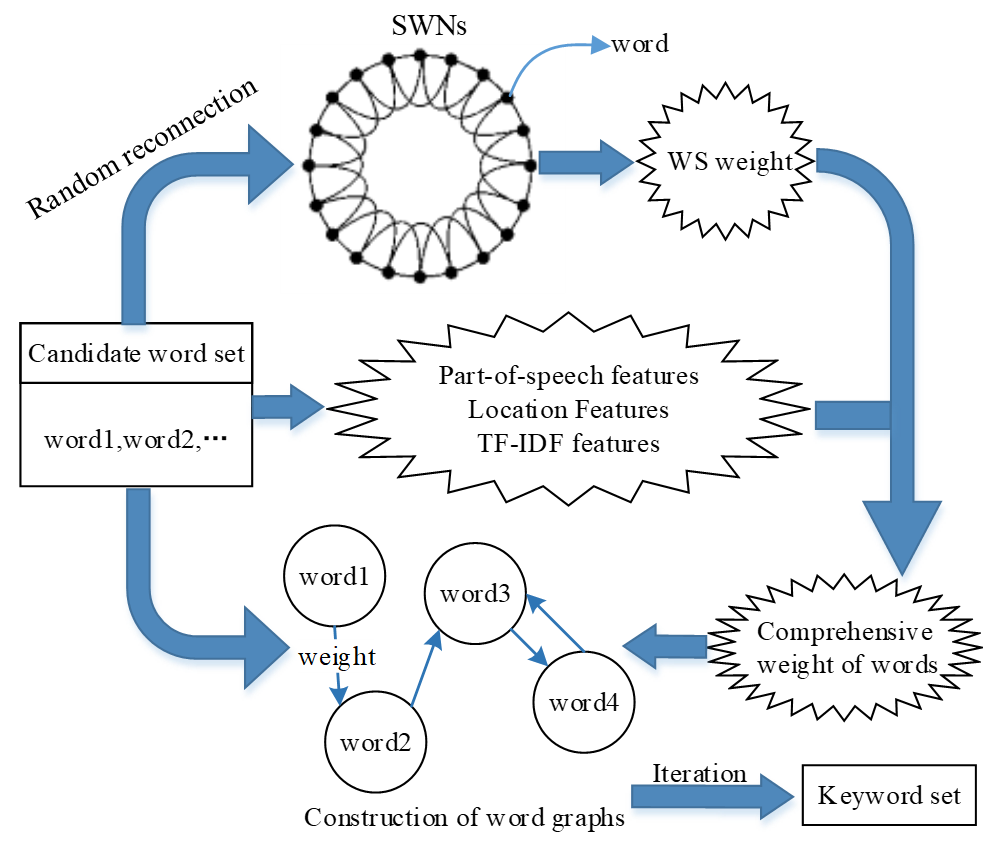 SWNs
word
Random reconnection
WS weight
Candidate word set
word1,word2,···
Part-of-speech features
Location Features
TF-IDF features
word1
word3
weight
word4
word2
Comprehensive
weight of words
Construction of word graphs
Iteration
Keyword set